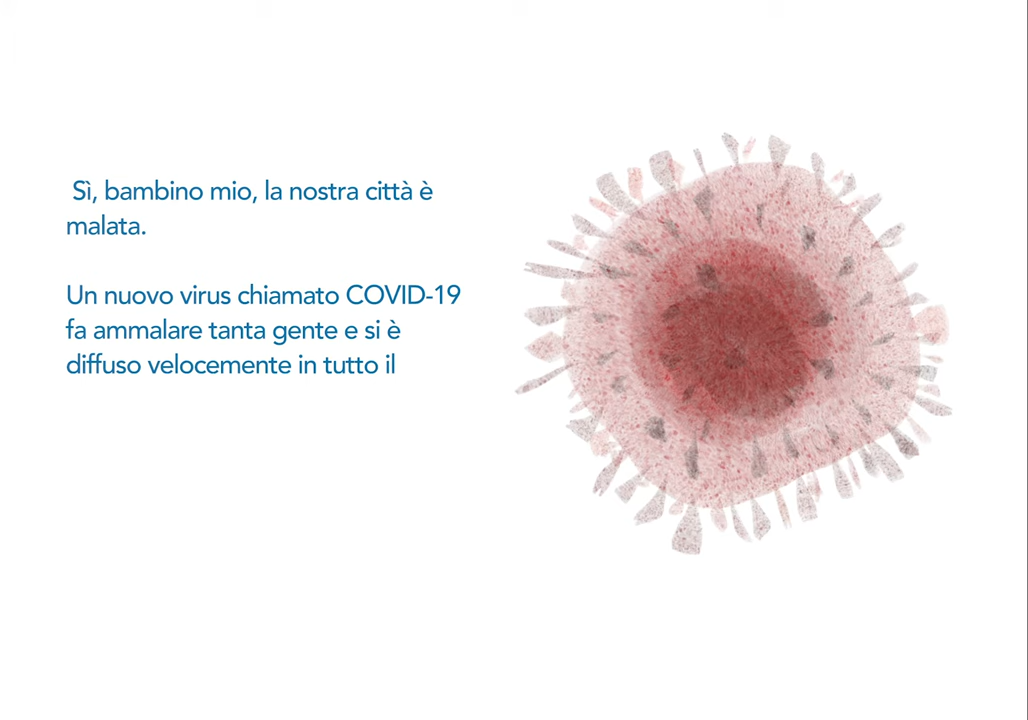 Sì, bambino mio, la nostra città è
malata.
Un nuovo virus chiamato COVID-19
fa ammalare tanta gente e si è
diffuso velocemente in tutto il